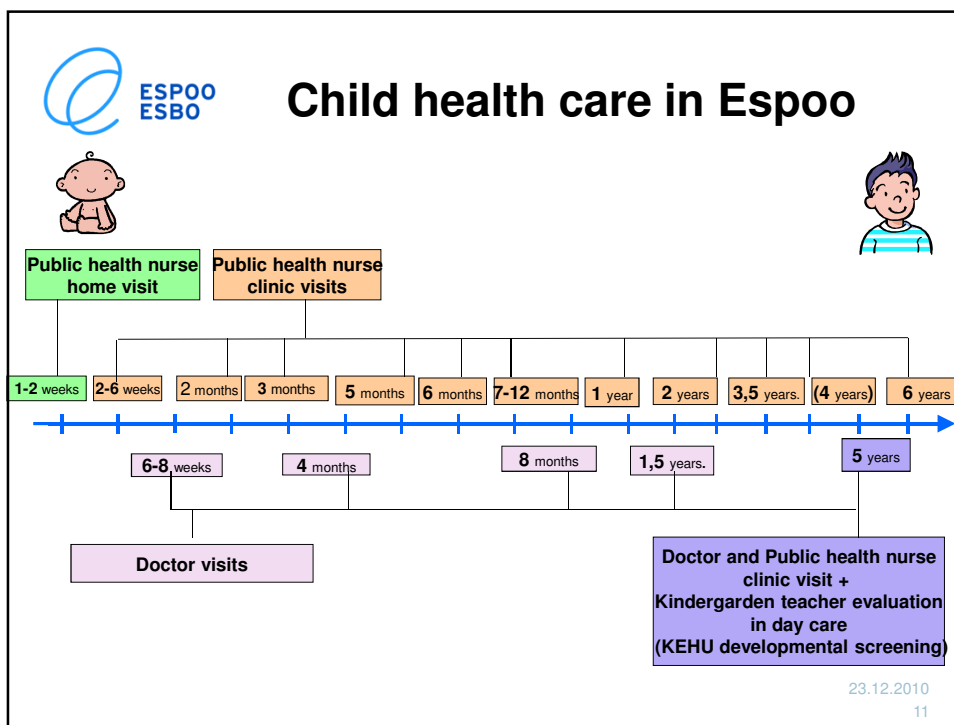 ESPOO
ESBO
Child health care in Espoo
Public health nurse
home visit
Public health nurse
clinic visits
1-2 weeks
2-6 weeks
2 months
3 months
5 months
6 months
7-12 months
1 year
2 years
3,5 years.
(4 years)
6 years
6-8 weeks
4 months
8 months
1,5 years.
5 years
Doctor visits
Doctor and Public health nurse
clinic visit +
Kindergarden teacher evaluation
in day care
(KEHU developmental screening)
23.12.2010
11